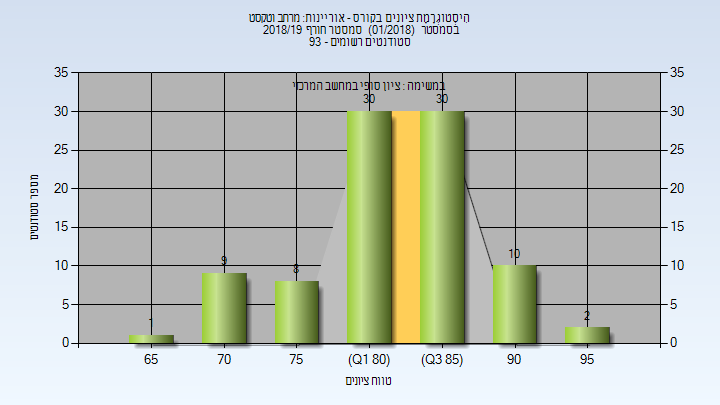 היסטוגרמת ציונים בקורס - אוריינות: מרחב וטקסט
בסמסטר (01/2018) סמסטר חורף 2018/19
סטודנטים רשומים - 93
במשימה : ציון סופי במחשב המרכזי
35 35
30 30 30 30
25 25
20 20
15 15
10 10 10
9 8
5 5
1 2
0 0
65 70 75 (Q1 80) (Q3 85) 90 95
מספר סטודנטים
טווח ציונים